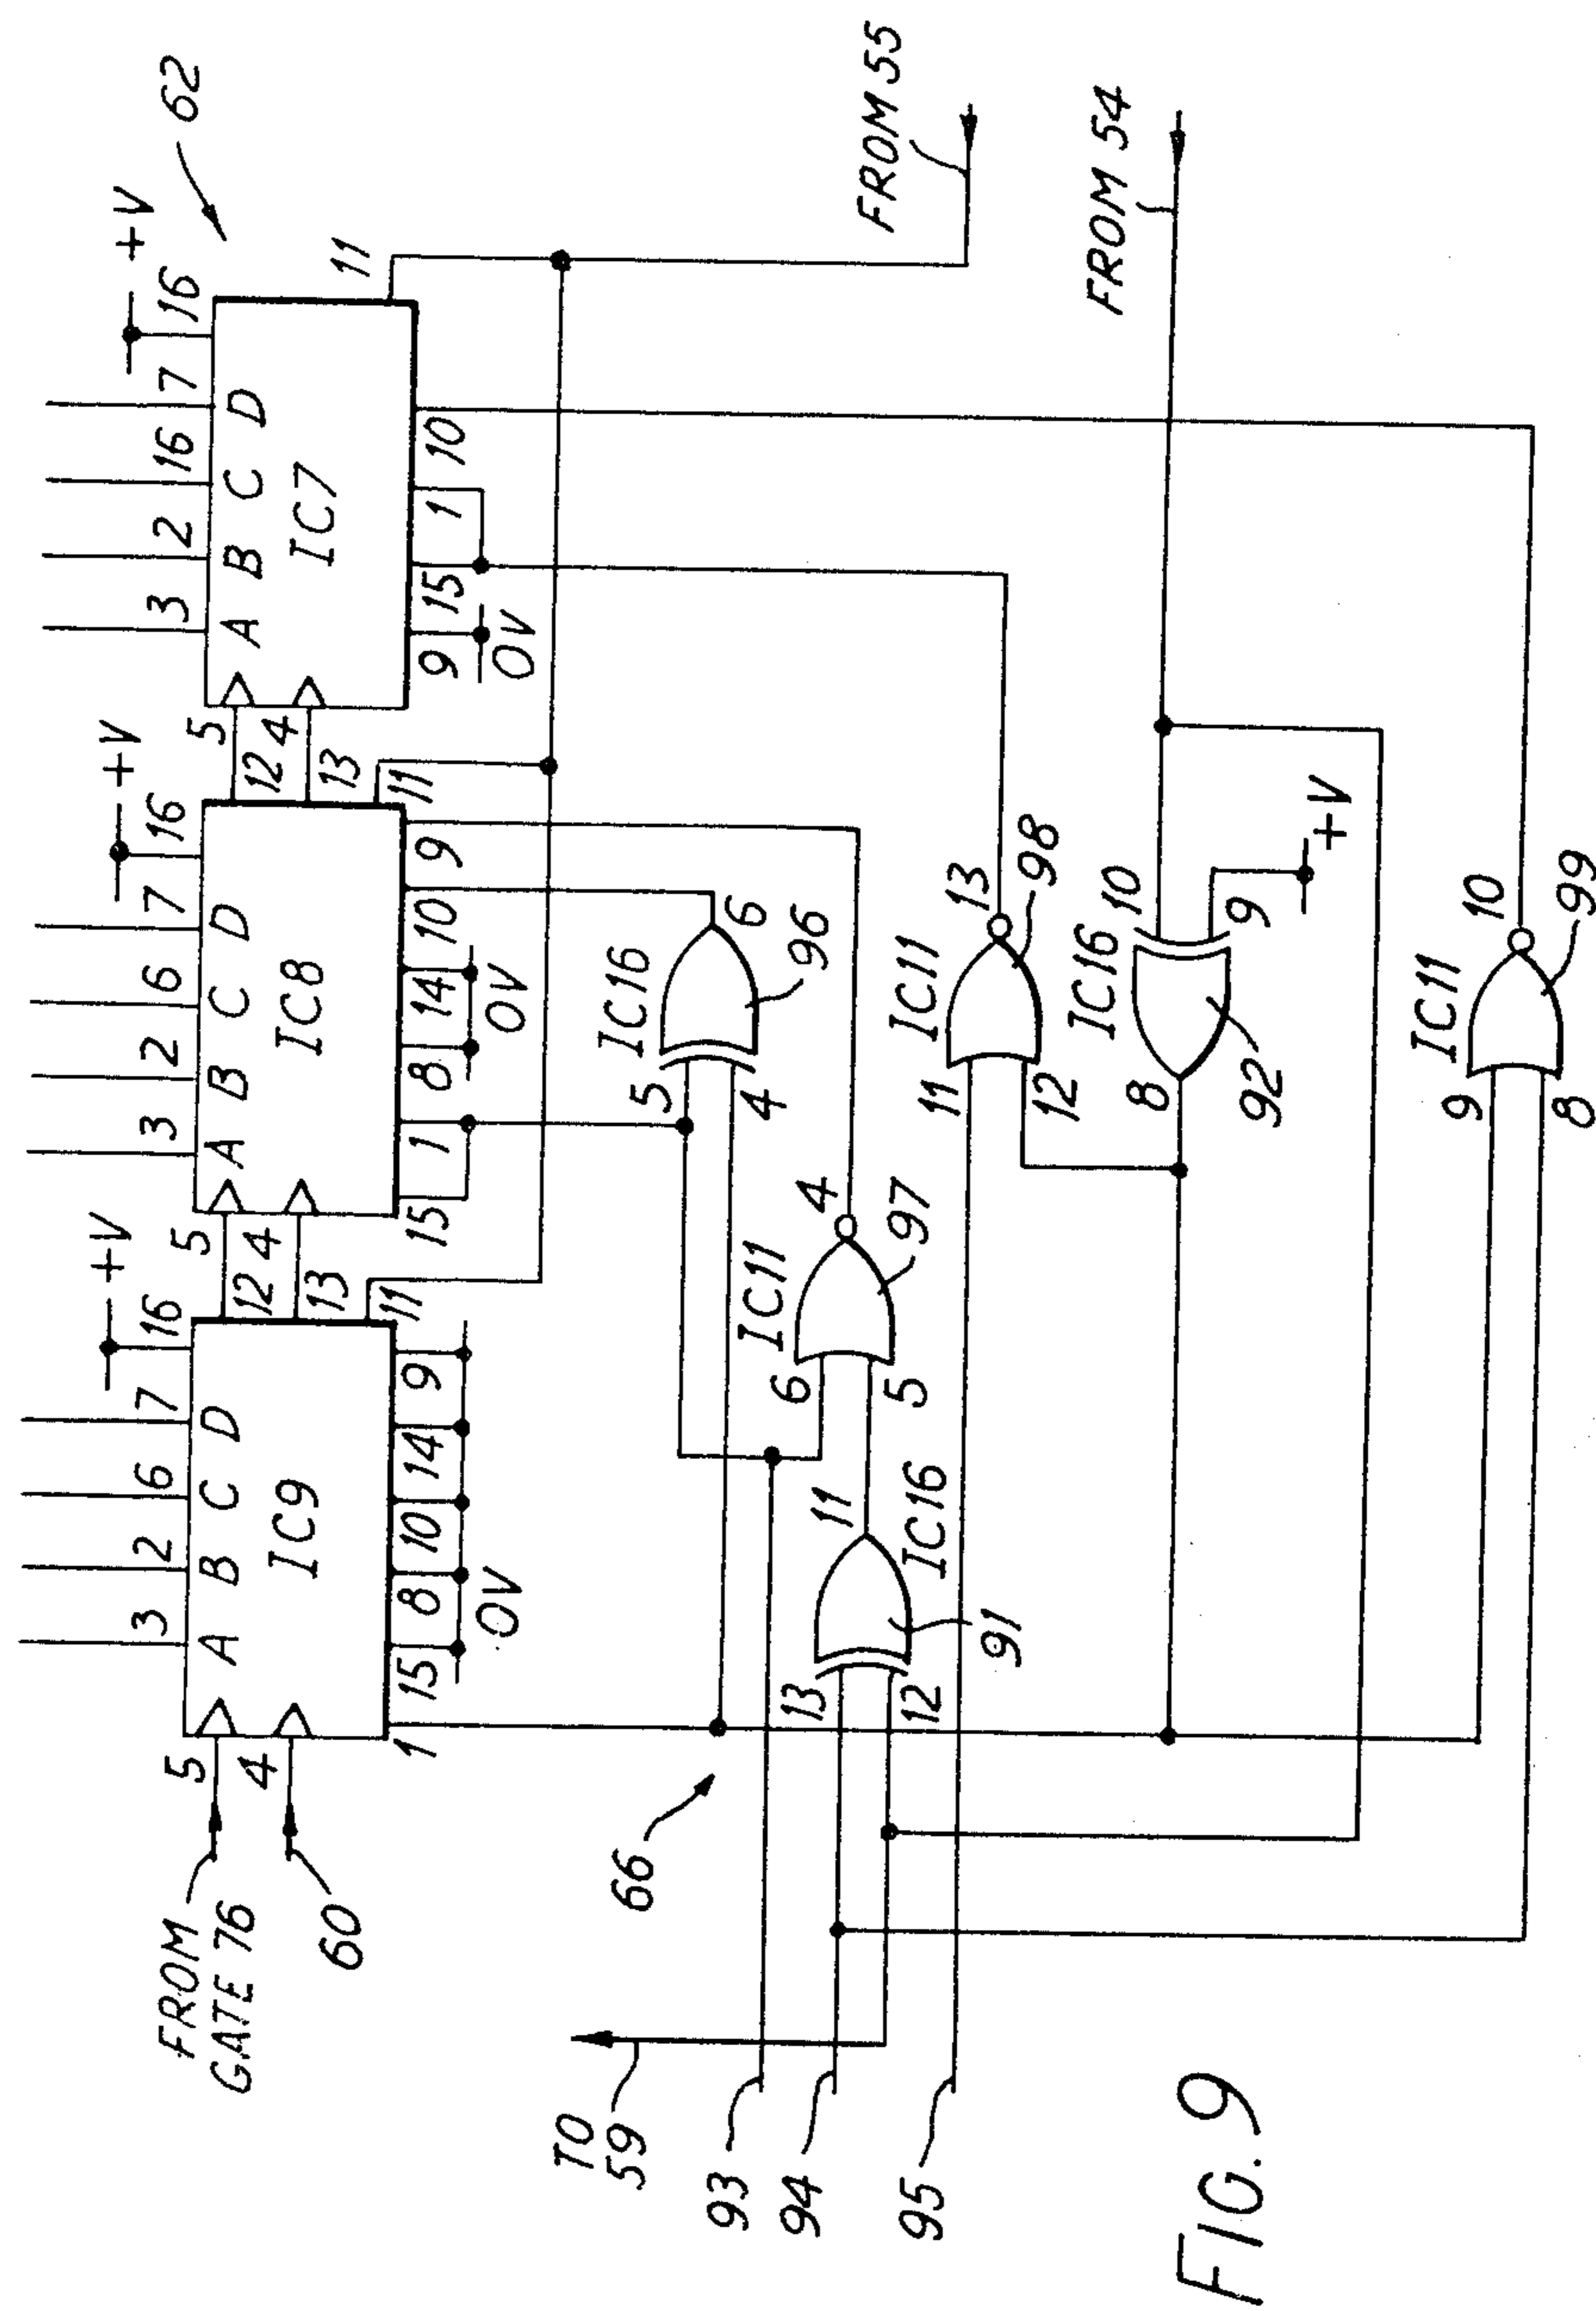 3 2 6 7 16 +V
3 2 6 7 16 +V
3 2 16 7 16 +V
62
FROM
GATE 76
5
4
60
A B C D
IC9
12 5
13 4
A B C D
IC8
12 5
13 4
A B C D
IC7
11
1 15 8 10 14 9 11
0V
15 1 8 14 10 9 11
0V
9 15 1 10
0V
66
TO
59
5
4
IC16
6
96
93
94
95
13
12
11
IC16
91
6
5
IC11
4
97
FROM 55
11
12
IC11
13
98
8
IC16
10
9
92
+V
FROM 54
9
8
IC11
10
99
FIG. 9